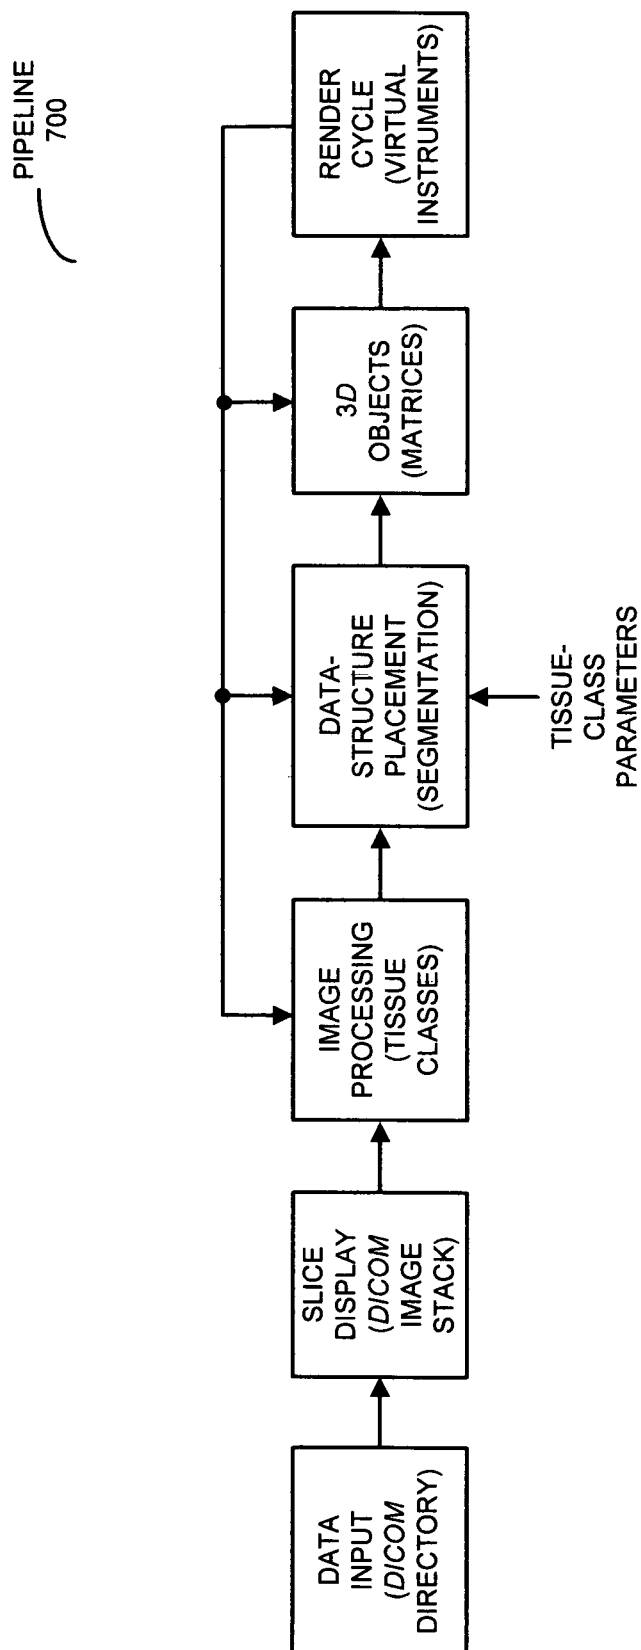 PIPELINE
700
DATA
INPUT
(DICOM
DIRECTORY)
SLICE
DISPLAY
(DICOM
IMAGE
STACK)
IMAGE
PROCESSING
(TISSUE
CLASSES)
DATA-
STRUCTURE
PLACEMENT
(SEGMENTATION)
3D
OBJECTS
(MATRICES)
RENDER
CYCLE
(VIRTUAL
INSTRUMENTS)
TISSUE-
CLASS
PARAMETERS